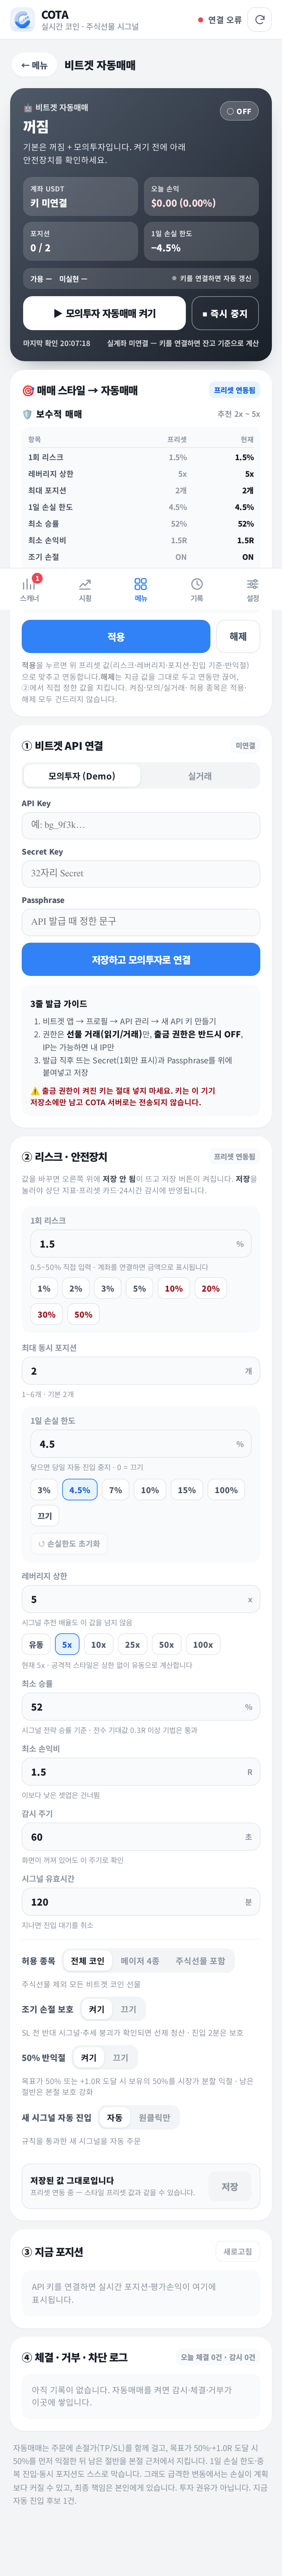 COTA
실시간 코인 · 주식선물 시그널
연결 오류
← 메뉴
비트겟 자동매매
🤖 비트겟 자동매매
OFF
꺼짐
기본은 꺼짐 + 모의투자입니다. 켜기 전에 아래
안전장치를 확인하세요.
계좌 USDT
키 미연결
오늘 손익
$0.00 (0.00%)
포지션
0 / 2
1일 손실 한도
−4.5%
가용 — 미실현 —
키를 연결하면 자동 갱신
▶ 모의투자 자동매매 켜기
■ 즉시 중지
마지막 확인 20:07:18
실계좌 미연결 — 키를 연결하면 잔고 기준으로 계산
🎯 매매 스타일 → 자동매매
프리셋 연동됨
🛡️ 보수적 매매
추천 2x ~ 5x
항목 프리셋 현재
1회 리스크 1.5% 1.5%
레버리지 상한 5x 5x
최대 포지션 2개 2개
1일 손실 한도 4.5% 4.5%
최소 승률 52% 52%
최소 손익비 1.5R 1.5R
조기 손절 ON ON
1
스캐너
시황
메뉴
기록
설정
적용
해제
적용을 누르면 위 프리셋 값(리스크·레버리지·포지션·진입 기준·반익절)
으로 맞추고 연동합니다.해제는 지금 값을 그대로 두고 연동만 끊어,
②에서 직접 정한 값을 지킵니다. 켜짐·모의/실거래· 허용 종목은 적용·
해제 모두 건드리지 않습니다.
① 비트겟 API 연결
미연결
모의투자 (Demo)
실거래
API Key
예: bg_9f3k…
Secret Key
32자리 Secret
Passphrase
API 발급 때 정한 문구
저장하고 모의투자로 연결
3줄 발급 가이드
1. 비트겟 앱 → 프로필 → API 관리 → 새 API 키 만들기
2. 권한은 선물 거래(읽기/거래)만, 출금 권한은 반드시 OFF,
IP는 가능하면 내 IP만
3. 발급 직후 뜨는 Secret(1회만 표시)과 Passphrase를 위에
붙여넣고 저장
⚠️ 출금 권한이 켜진 키는 절대 넣지 마세요. 키는 이 기기
저장소에만 남고 COTA 서버로는 전송되지 않습니다.
② 리스크 · 안전장치
프리셋 연동됨
값을 바꾸면 오른쪽 위에 저장 안 됨이 뜨고 저장 버튼이 켜집니다. 저장을
눌러야 상단 지표·프리셋 카드·24시간 감시에 반영됩니다.
1회 리스크
1.5 %
0.5~50% 직접 입력 · 계좌를 연결하면 금액으로 표시됩니다
1% 2% 3% 5% 10% 20%
30% 50%
최대 동시 포지션
2 개
1~6개 · 기본 2개
1일 손실 한도
4.5 %
닿으면 당일 자동 진입 중지 · 0 = 끄기
3% 4.5% 7% 10% 15% 100%
끄기
↺ 손실한도 초기화
레버리지 상한
5 x
시그널 추천 배율도 이 값을 넘지 않음
유동 5x 10x 25x 50x 100x
현재 5x · 공격적 스타일은 상한 없이 유동으로 계산합니다
최소 승률
52 %
시그널 전략 승률 기준 · 전수 기대값 0.3R 이상 기법은 통과
최소 손익비
1.5 R
이보다 낮은 셋업은 건너뜀
감시 주기
60 초
화면이 꺼져 있어도 이 주기로 확인
시그널 유효시간
120 분
지나면 진입 대기를 취소
허용 종목 전체 코인 메이저 4종 주식선물 포함
주식선물 제외 모든 비트겟 코인 선물
조기 손절 보호 켜기 끄기
SL 전 반대 시그널·추세 붕괴가 확인되면 선제 청산 · 진입 2분은 보호
50% 반익절 켜기 끄기
목표가 50% 또는 +1.0R 도달 시 보유의 50%를 시장가 분할 익절 · 남은
절반은 본절 보호 강화
새 시그널 자동 진입 자동 원클릭만
규칙을 통과한 새 시그널을 자동 주문
저장된 값 그대로입니다
프리셋 연동 중 — 스타일 프리셋 값과 같을 수 있습니다.
저장
③ 지금 포지션
새로고침
API 키를 연결하면 실시간 포지션·평가손익이 여기에
표시됩니다.
④ 체결 · 거부 · 차단 로그
오늘 체결 0건 · 감시 0건
아직 기록이 없습니다. 자동매매를 켜면 감시·체결·거부가
이곳에 쌓입니다.
자동매매는 주문에 손절가(TP/SL)를 함께 걸고, 목표가 50%·+1.0R 도달 시
50%를 먼저 익절한 뒤 남은 절반을 본절 근처에서 지킵니다. 1일 손실 한도·중
복 진입·동시 포지션도 스스로 막습니다. 그래도 급격한 변동에서는 손실이 계획
보다 커질 수 있고, 최종 책임은 본인에게 있습니다. 투자 권유가 아닙니다. 지금
자동 진입 후보 1건.